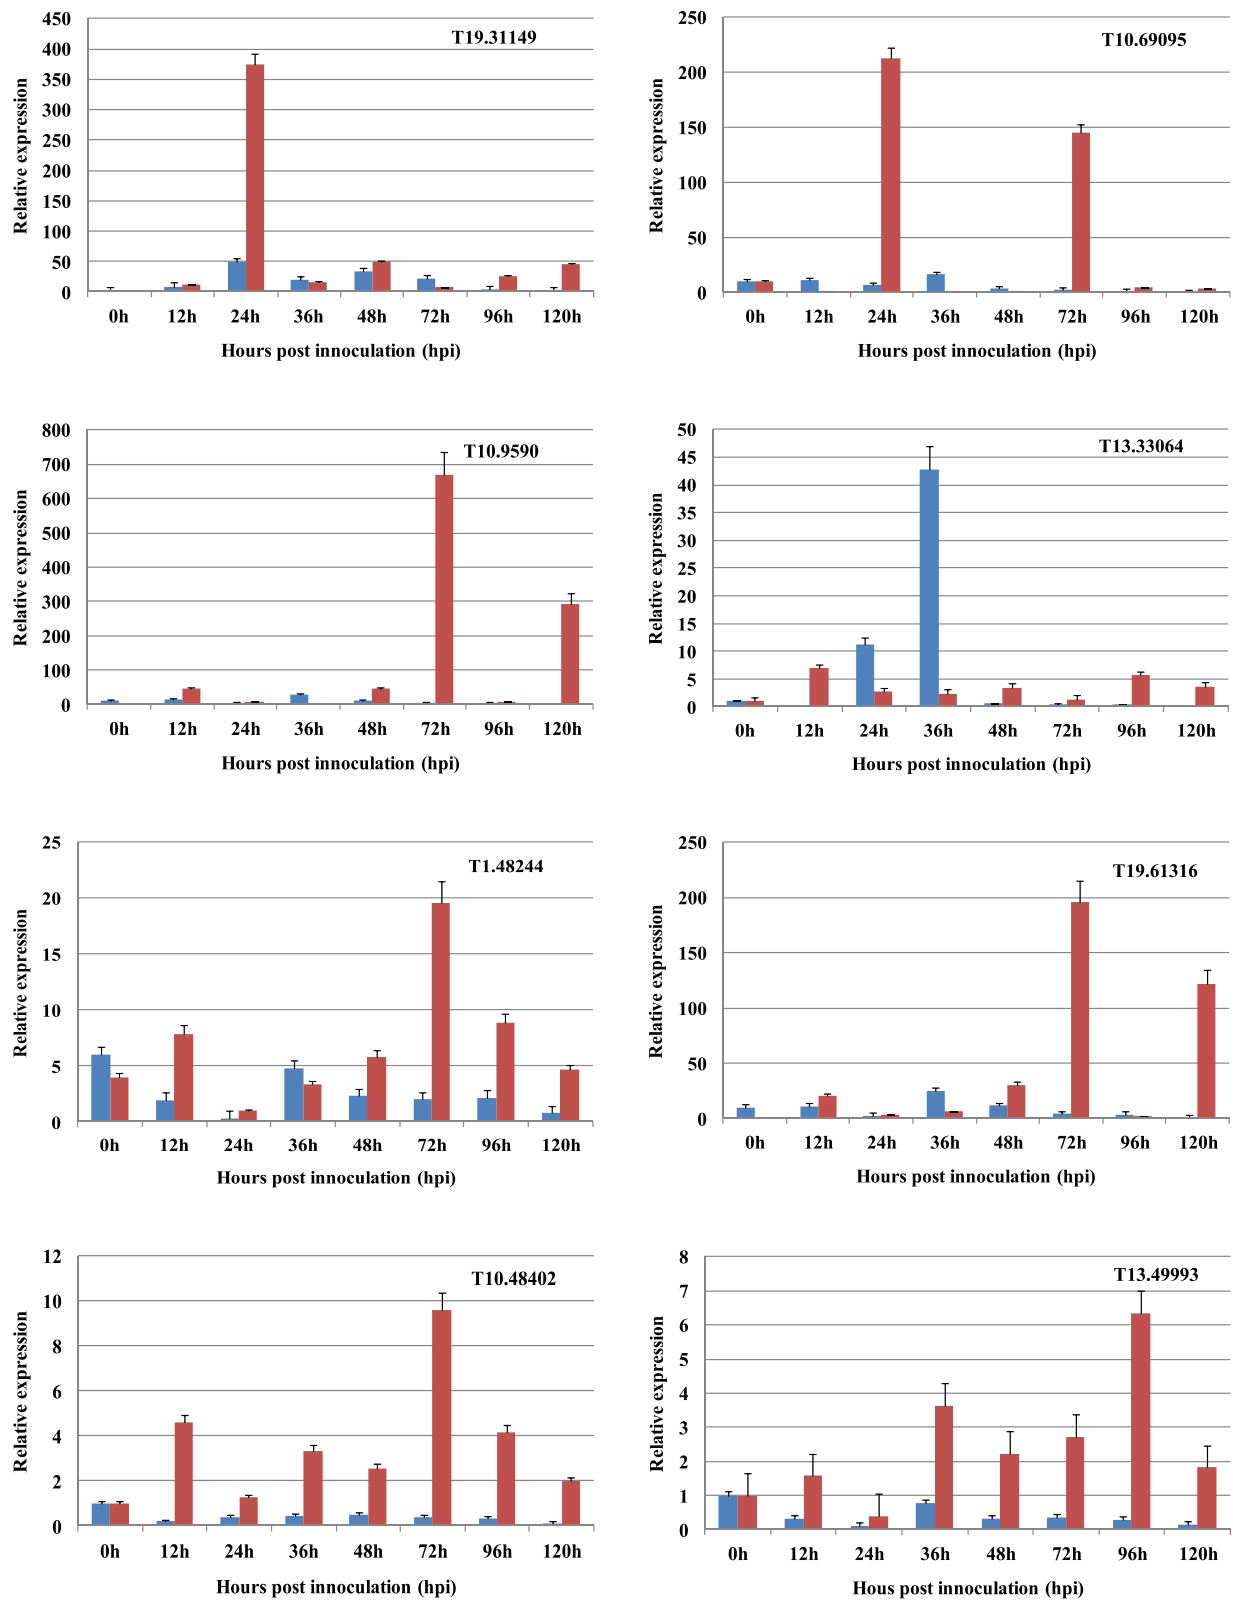 T19.31149
Relative expression
450
400
350
300
250
200
150
100
50
0
0h 12h 24h 36h 48h 72h 96h 120h
Hours post innoculation (hpi)
T10.69095
Relative expression
250
200
150
100
50
0
0h 12h 24h 36h 48h 72h 96h 120h
Hours post innoculation (hpi)
T10.9590
Relative expression
800
700
600
500
400
300
200
100
0
0h 12h 24h 36h 48h 72h 96h 120h
Hours post innoculation (hpi)
T13.33064
Relative expression
50
45
40
35
30
25
20
15
10
5
0
0h 12h 24h 36h 48h 72h 96h 120h
Hours post innoculation (hpi)
T1.48244
Relative expression
25
20
15
10
5
0
0h 12h 24h 36h 48h 72h 96h 120h
Hours post innoculation (hpi)
T19.61316
Relative expression
250
200
150
100
50
0
0h 12h 24h 36h 48h 72h 96h 120h
Hours post innoculation (hpi)
T10.48402
Relative expression
12
10
8
6
4
2
0
0h 12h 24h 36h 48h 72h 96h 120h
Hours post innoculation (hpi)
T13.49993
Relative expression
8
7
6
5
4
3
2
1
0
0h 12h 24h 36h 48h 72h 96h 120h
Hous post innoculation (hpi)